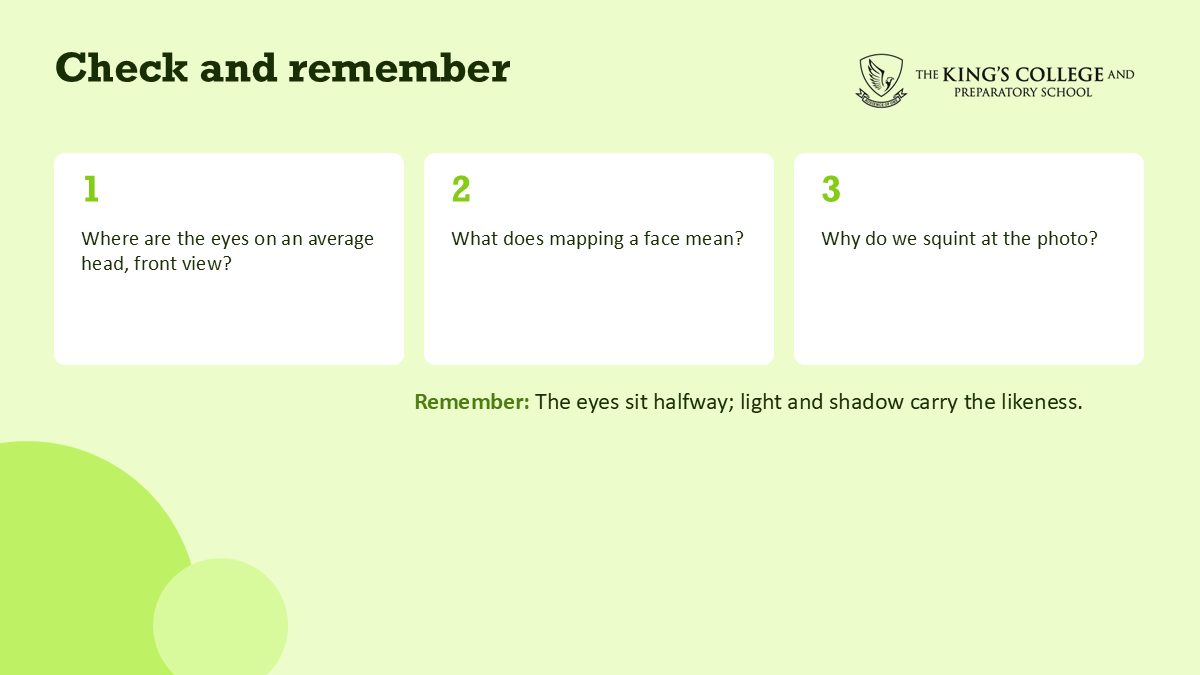 Check and remember
THE KING'S COLLEGE AND
PREPARATORY SCHOOL
1
Where are the eyes on an average
head, front view?
2
What does mapping a face mean?
3
Why do we squint at the photo?
Remember: The eyes sit halfway; light and shadow carry the likeness.